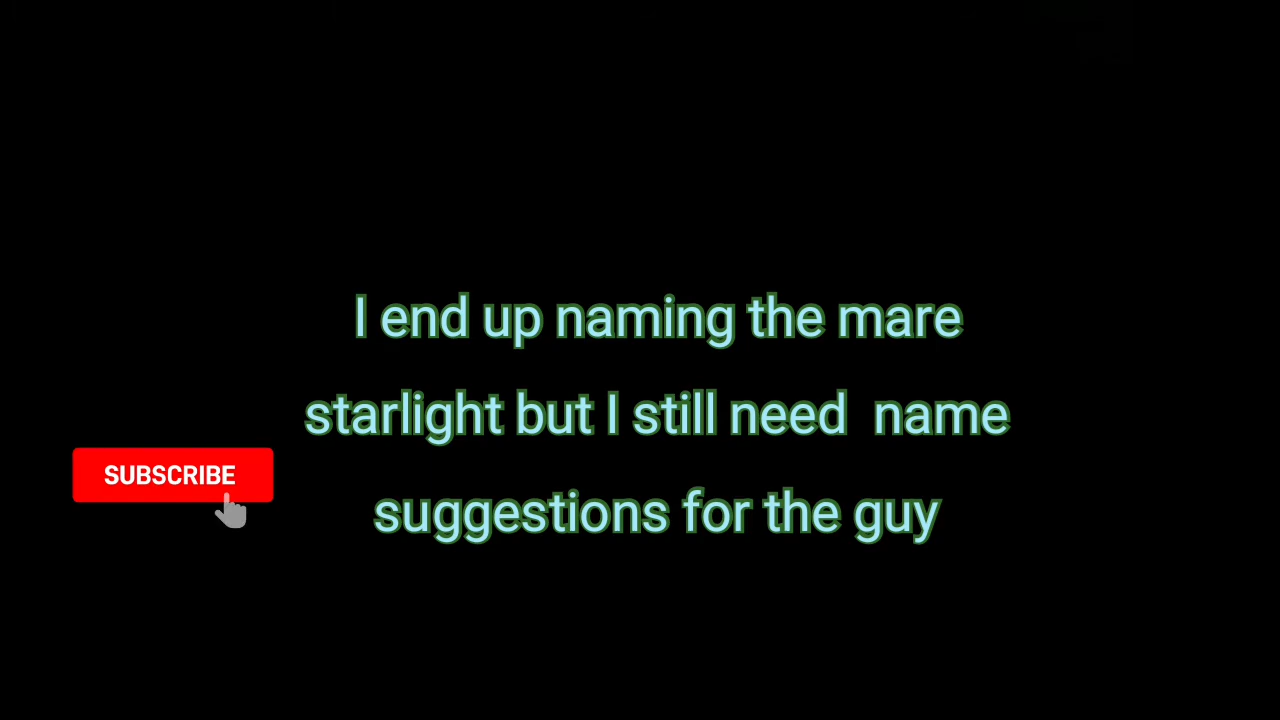 I end up naming the mare
starlight but I still need  name
SUBSCRIBE
suggestions for the guy